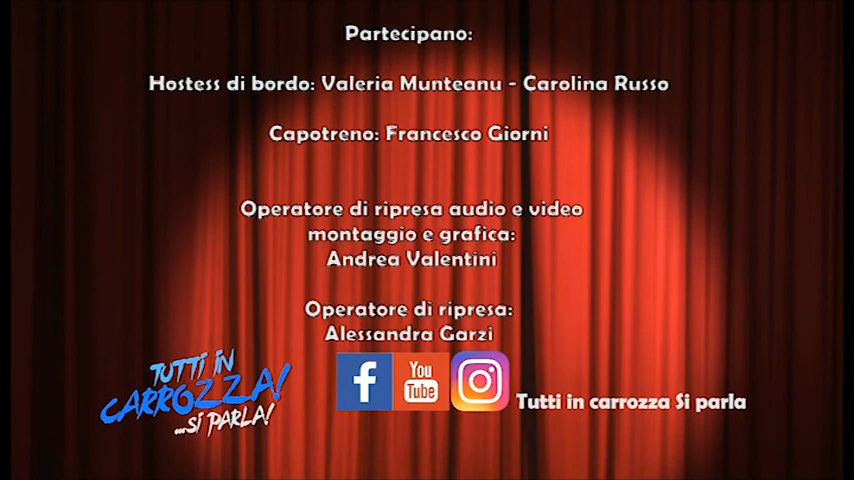 Partecipano:
Hostess di bordo: Valeria Munteanu - Carolina Russo
Capotreno: Francesco Giorni
Operatore di ripresa audio e video
montaggio e grafica:
Andrea Valentini
Operatore di ripresa:
Alessandra Garzi
TUTTI IN
CARROZZA!
...SI PARLA!
f
You
Tube
Tutti in carrozza Si parla